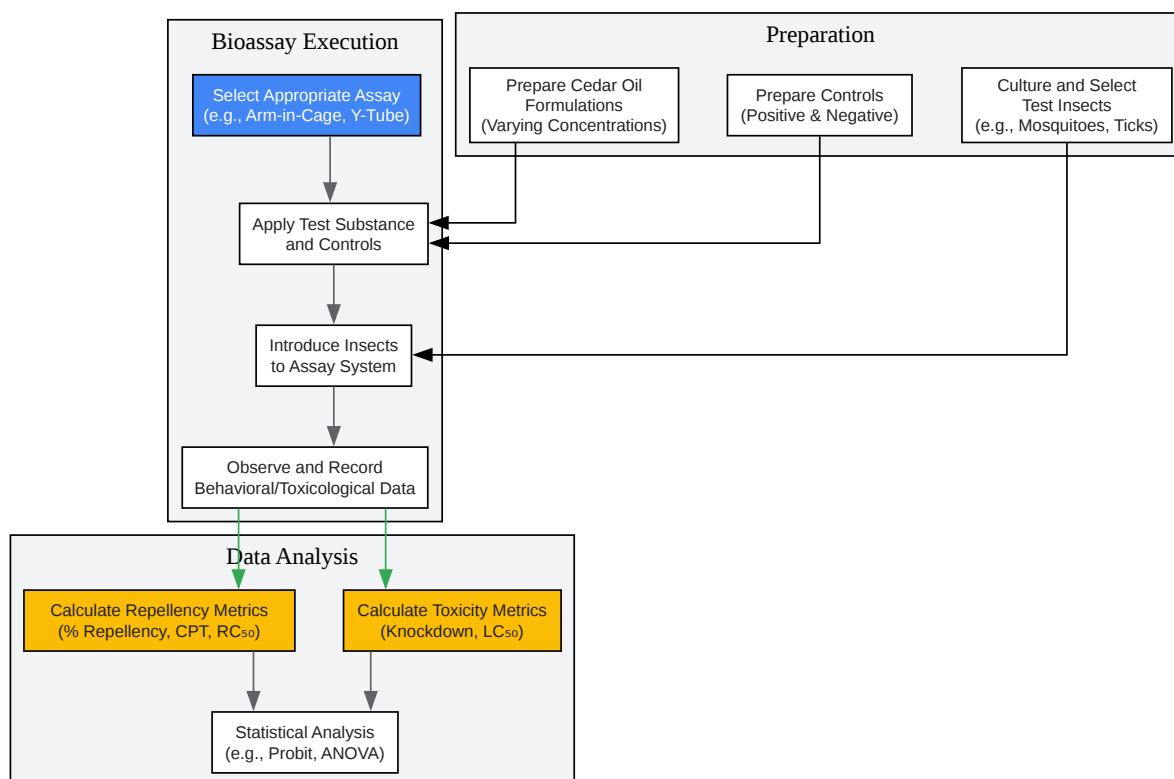 Bioassay Execution
Select Appropriate Assay
(e.g., Arm-in-Cage, Y-Tube)
Apply Test Substance
and Controls
Introduce Insects
to Assay System
Observe and Record
Behavioral/Toxicological Data
Preparation
Prepare Cedar Oil
Formulations
(Varying Concentrations)
Prepare Controls
(Positive & Negative)
Culture and Select
Test Insects
(e.g., Mosquitoes, Ticks)
Data Analysis
Calculate Repellency Metrics
(% Repellency, CPT, RC₅₀)
Calculate Toxicity Metrics
(Knockdown, LC₅₀)
Statistical Analysis
(e.g., Probit, ANOVA)